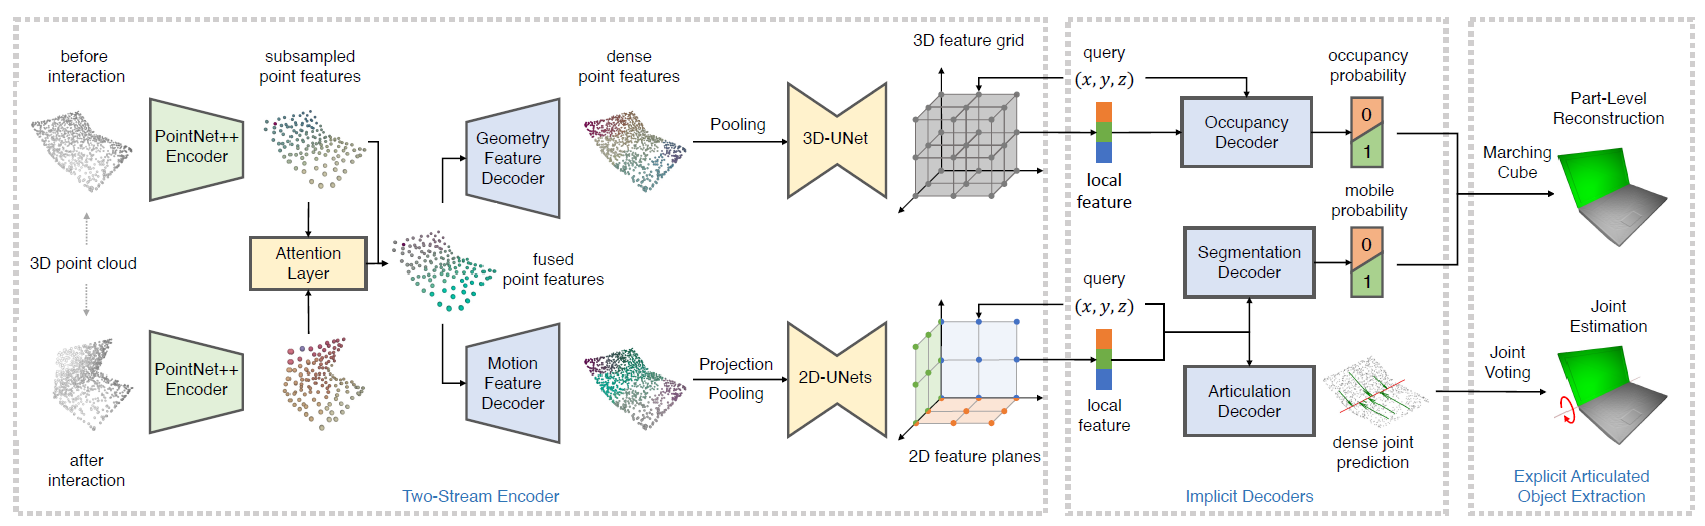 before
interaction
subsampled
point features
dense
point features
3D feature grid
query
(x, y, z)
occupancy
probability
PointNet++
Encoder
Geometry
Feature
Decoder
Pooling
3D-UNet
Occupancy
Decoder
0
1
Part-Level
Reconstruction
Marching
Cube
local
feature
mobile
probability
3D point cloud
Attention
Layer
fused
point features
Segmentation
Decoder
0
1
query
(x, y, z)
Joint
Estimation
PointNet++
Encoder
Motion
Feature
Decoder
Projection
Pooling
2D-UNets
local
feature
Articulation
Decoder
Joint
Voting
dense joint
prediction
after
interaction
2D feature planes
Two-Stream Encoder
Implicit Decoders
Explicit Articulated
Object Extraction